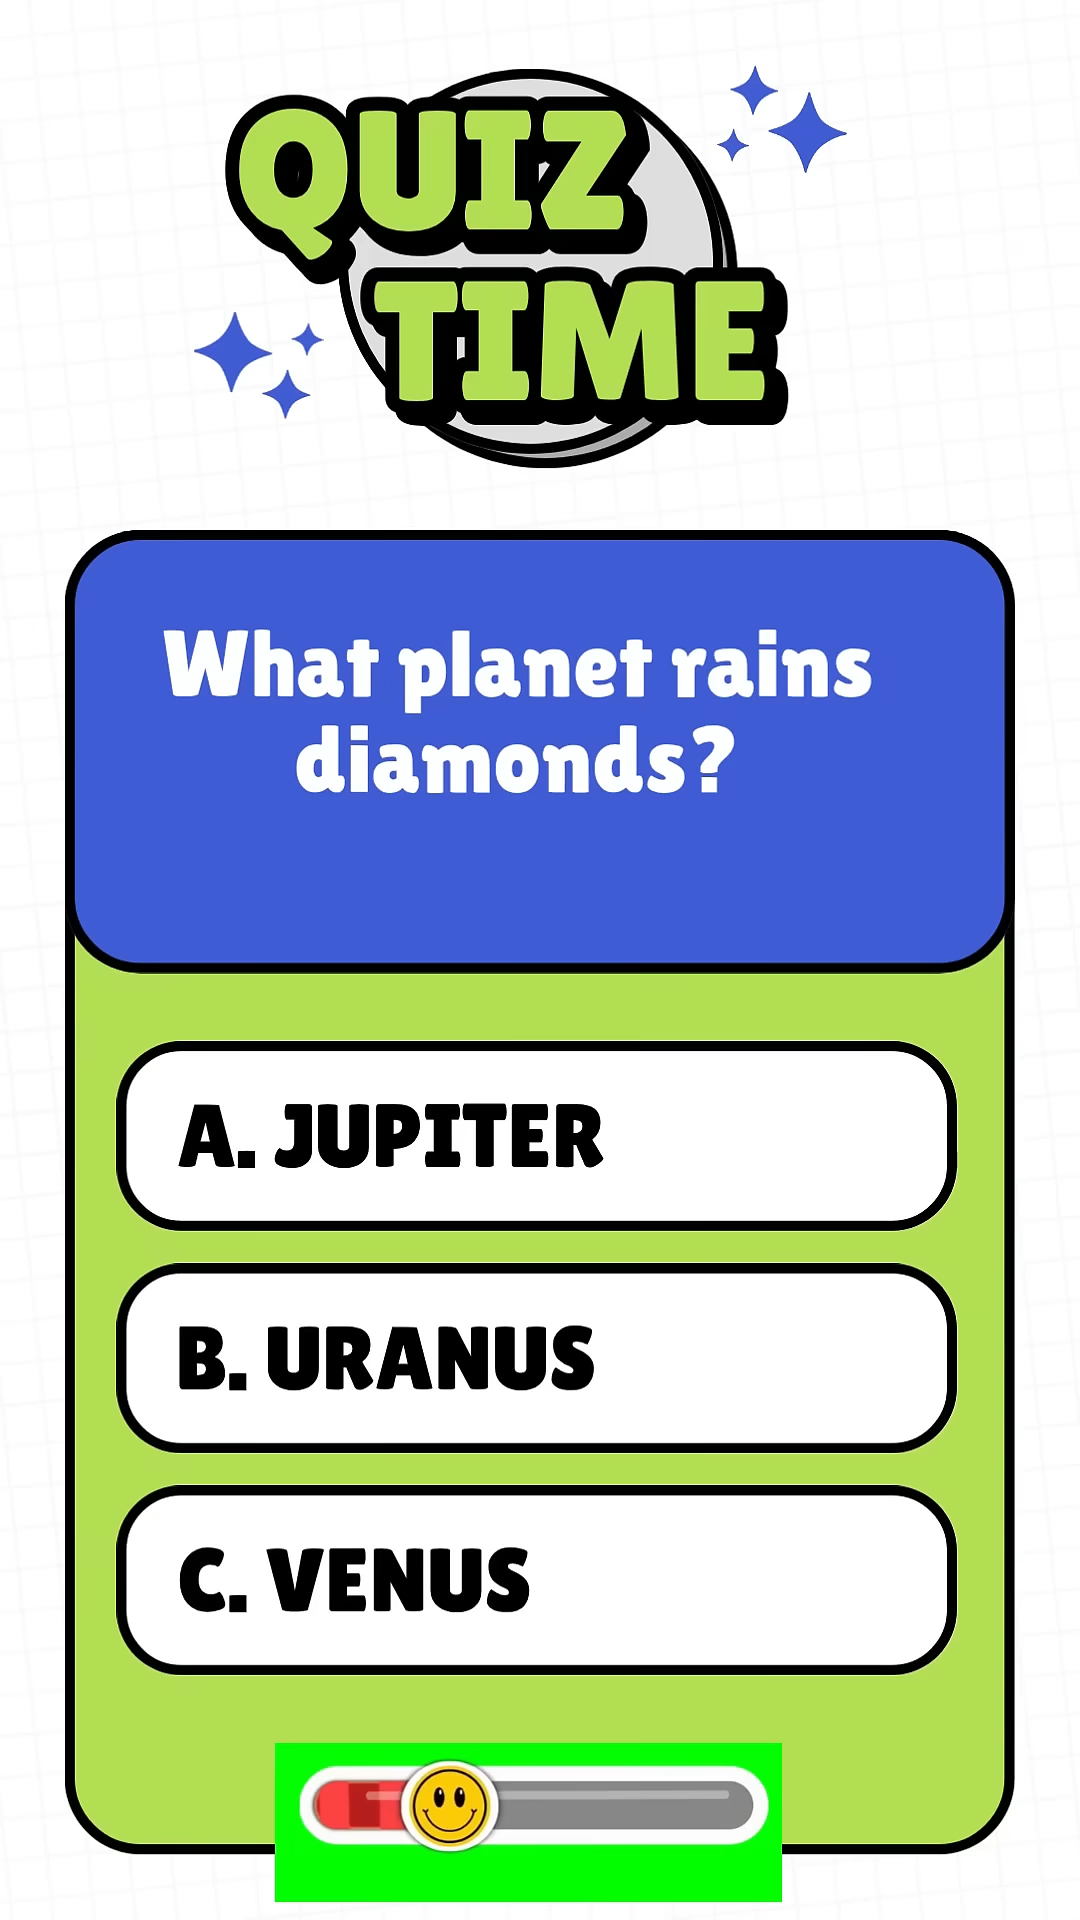 QUIZ
TIME
What planet rains
diamonds?
A. JUPITER
B. URANUS
C. VENUS